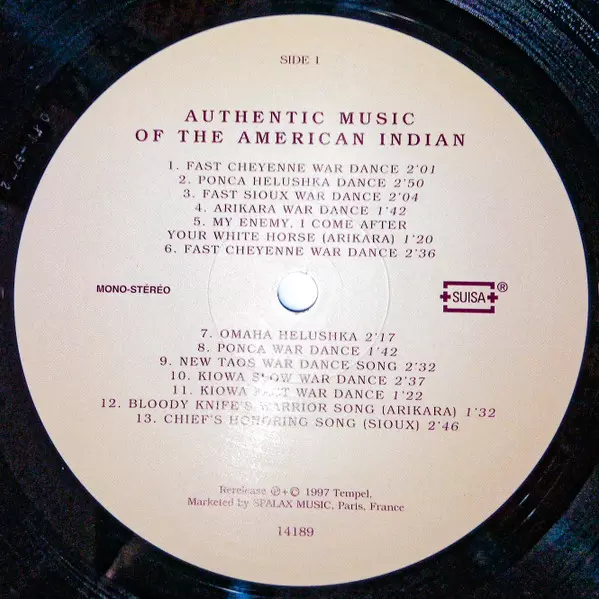 SIDE 1
AUTHENTIC MUSIC
OF THE AMERICAN INDIAN
1. FAST CHEYENNE WAR DANCE 2'01
2. PONCA HELUSHKA DANCE 2'50
3. FAST SIOUX WAR DANCE 2'04
4. ARIKARA WAR DANCE 1'42
5. MY ENEMY, I COME AFTER
YOUR WHITE HORSE (ARIKARA) 1'20
6. FAST CHEYENNE WAR DANCE 2'36
MONO-STÉRÉO
SUISA ®
7. OMAHA HELUSHKA 2'17
8. PONCA WAR DANCE 1'42
9. NEW TAOS WAR DANCE SONG 2'32
10. KIOWA SLOW WAR DANCE 2'37
11. KIOWA FAST WAR DANCE 1'22
12. BLOODY KNIFE'S WARRIOR SONG (ARIKARA) 1'32
13. CHIEF'S HONORING SONG (SIOUX) 2'46
Rerelease ℗+© 1997 Tempel,
Marketed by SPALAX MUSIC, Paris, France
14189